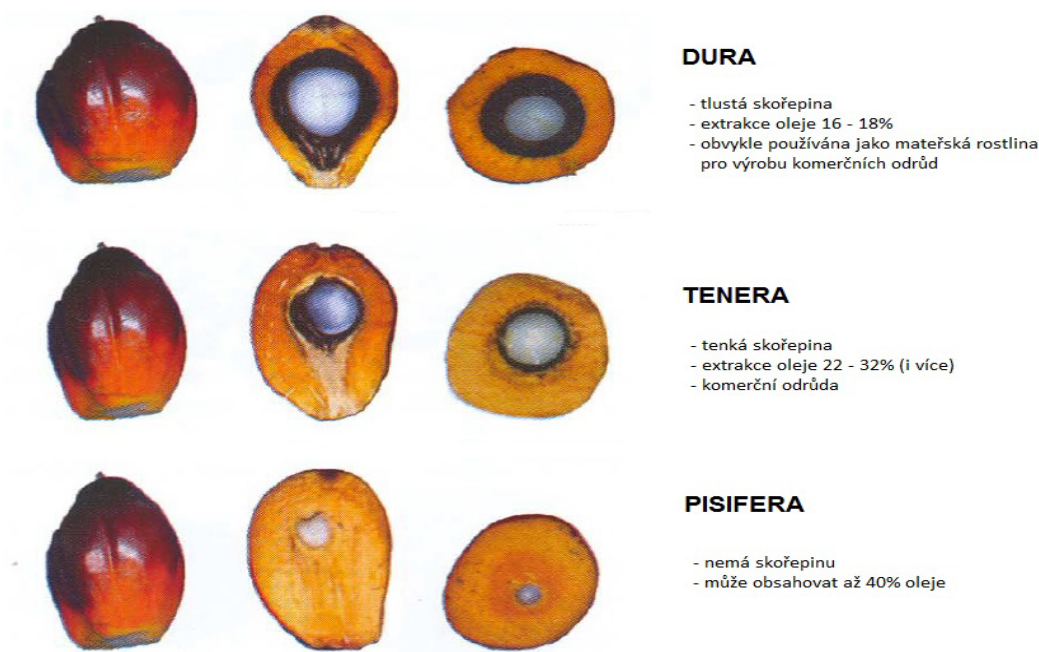 DURA
- tlustá skořepina
- extrakce oleje 16 - 18%
- obvykle používána jako mateřská rostlina
pro výrobu komerčních odrůd
TENERA
- tenká skořepina
- extrakce oleje 22 - 32% (i více)
- komerční odrůda
PISIFERA
- nemá skořepinu
- může obsahovat až 40% oleje